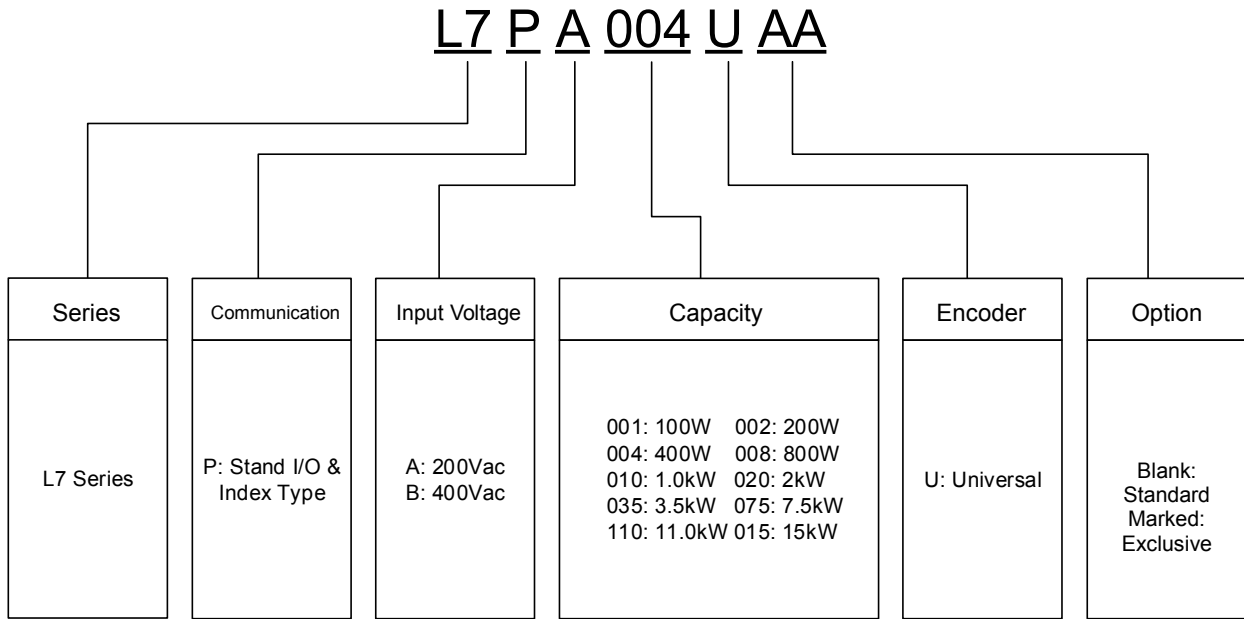 L7 P A 004 U AA
Series
L7 Series
Communication
P: Stand I/O &
Index Type
Input Voltage
A: 200Vac
B: 400Vac
Capacity
001: 100W 002: 200W
004: 400W 008: 800W
010: 1.0kW 020: 2kW
035: 3.5kW 075: 7.5kW
110: 11.0kW 015: 15kW
Encoder
U: Universal
Option
Blank:
Standard
Marked:
Exclusive